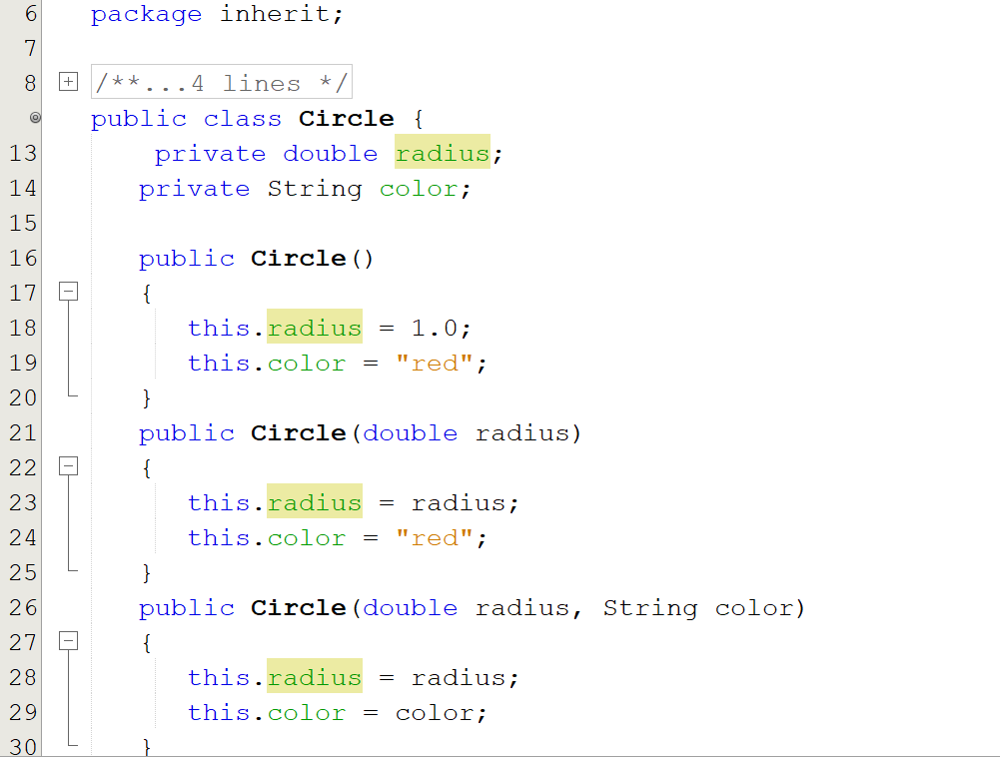 6 package inherit;
7
8 /**...4 lines */
public class Circle {
13 private double radius;
14 private String color;
15
16 public Circle()
17 {
18 this.radius = 1.0;
19 this.color = "red";
20 }
21 public Circle(double radius)
22 {
23 this.radius = radius;
24 this.color = "red";
25 }
26 public Circle(double radius, String color)
27 {
28 this.radius = radius;
29 this.color = color;
30 }